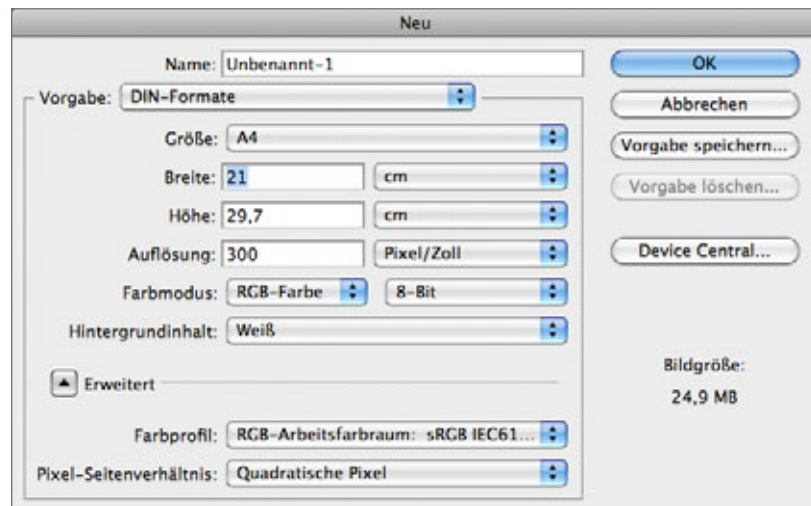 Neu
Name: Unbenannt-1
OK
Vorgabe: DIN-Formate
Abbrechen
Größe: A4
Vorgabe speichern...
Breite: 21 cm
Vorgabe löschen...
Höhe: 29,7 cm
Auflösung: 300 Pixel/Zoll
Device Central...
Farbmodus: RGB-Farbe 8-Bit
Hintergrundinhalt: Weiß
Bildgröße:
24,9 MB
Erweitert
Farbprofil: RGB-Arbeitsfarbraum: sRGB IEC61...
Pixel-Seitenverhältnis: Quadratische Pixel